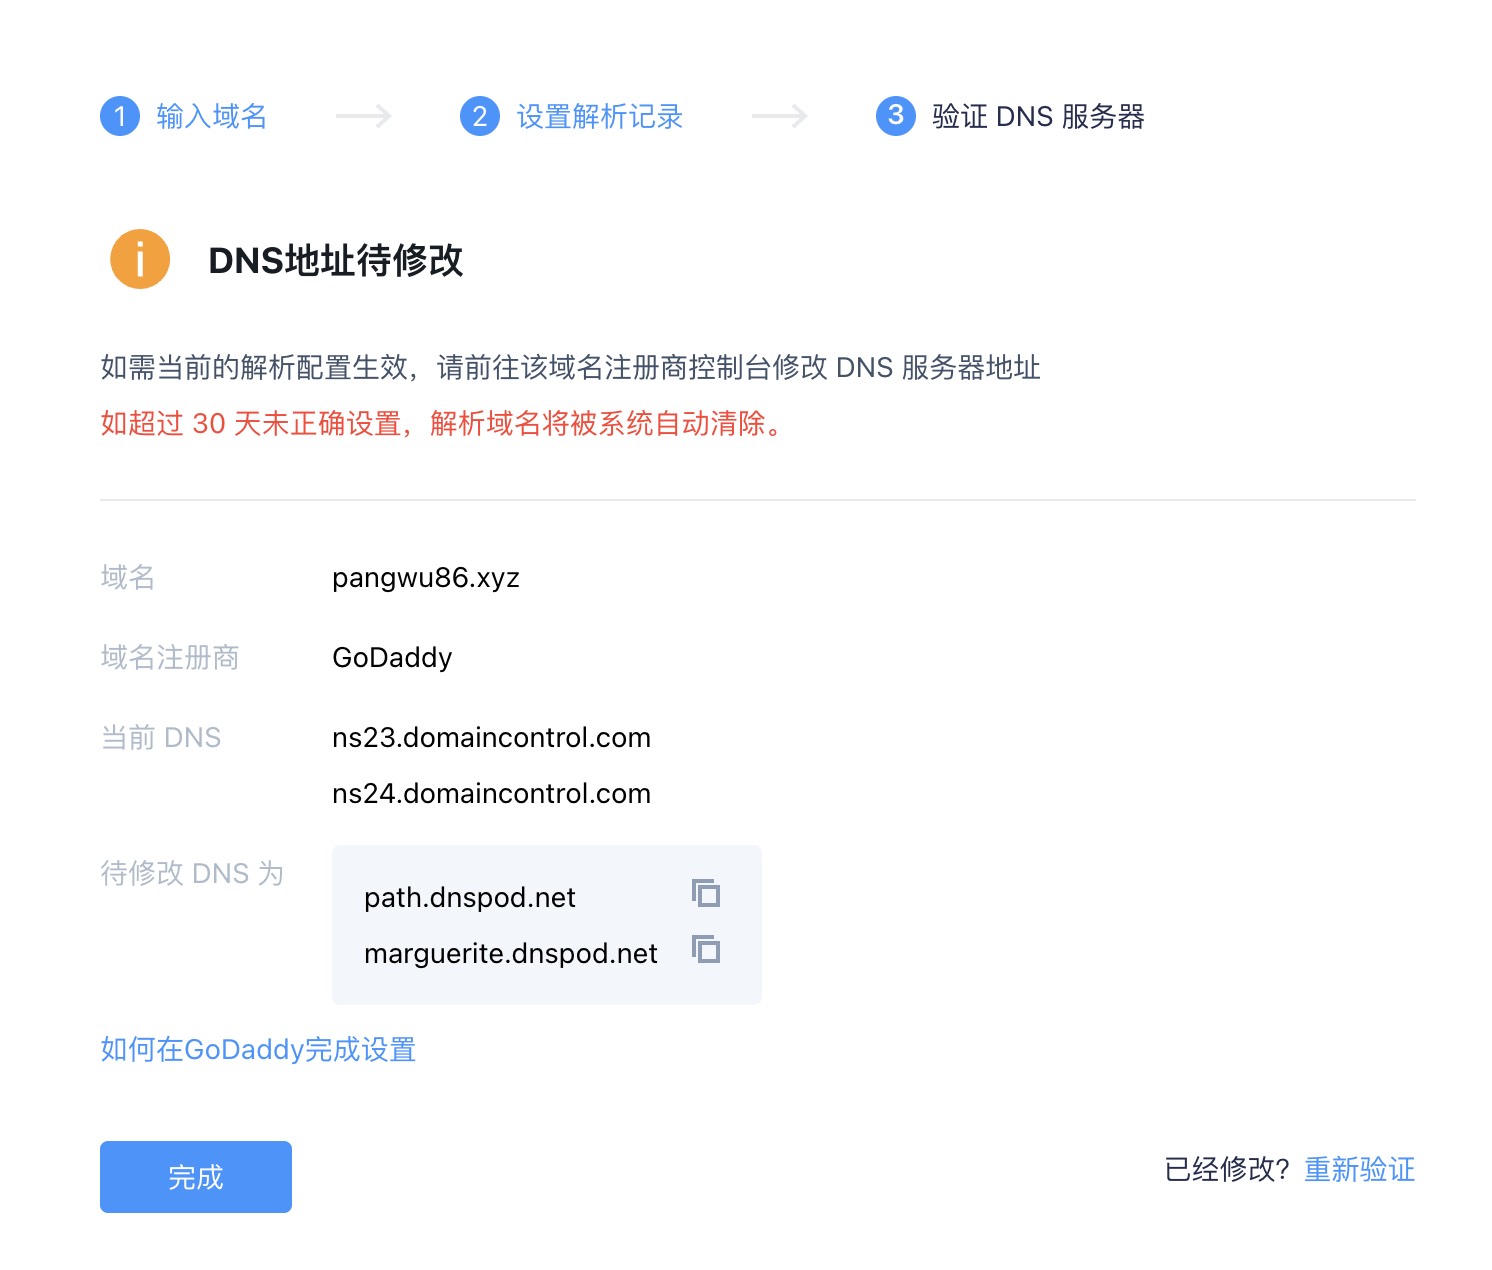 1 输入域名 → 2 设置解析记录 → 3 验证 DNS 服务器
DNS地址待修改
如需当前的解析配置生效，请前往该域名注册商控制台修改 DNS 服务器地址
如超过 30 天未正确设置，解析域名将被系统自动清除。
域名 pangwu86.xyz
域名注册商 GoDaddy
当前 DNS ns23.domaincontrol.com
ns24.domaincontrol.com
待修改 DNS 为 path.dnspod.net
marguerite.dnspod.net
如何在GoDaddy完成设置
完成 已经修改？重新验证